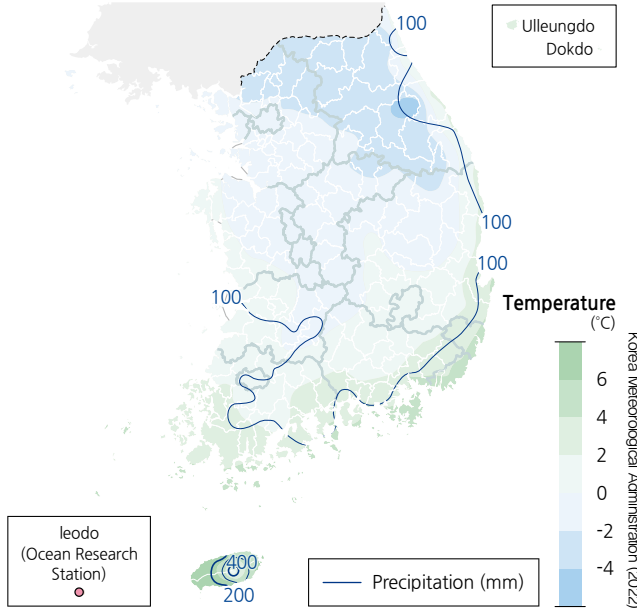 100
Ulleungdo
Dokdo
100
100
100
Temperature
(°C)
6
4
2
0
-2
-4
Korea Meteorological Administration (2022)
Ieodo
(Ocean Research
Station)
400
200
Precipitation (mm)